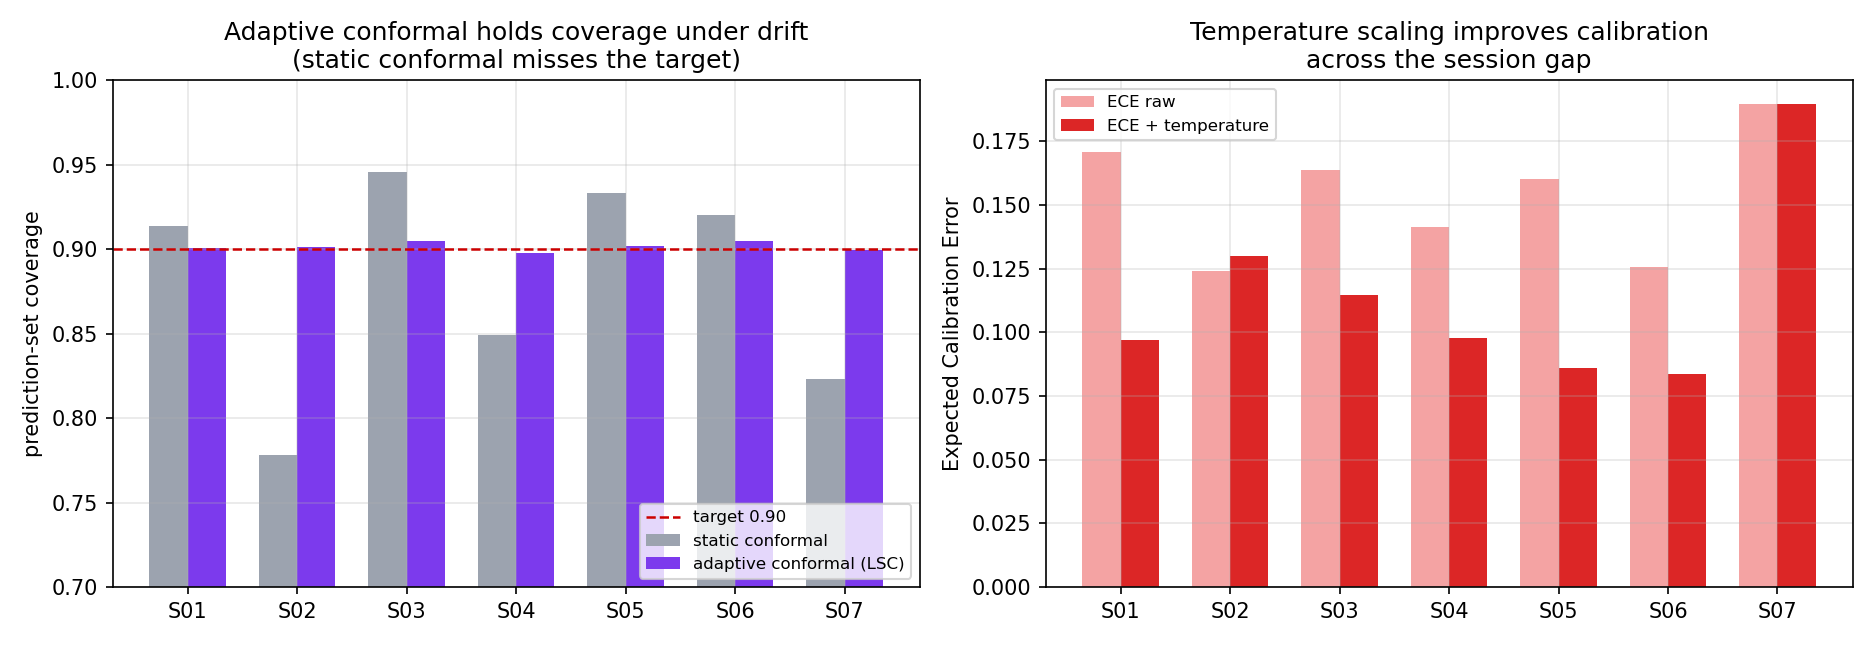 Adaptive conformal holds coverage under drift
(static conformal misses the target)
prediction-set coverage
1.00
0.95
0.90
0.85
0.80
0.75
0.70
target 0.90
static conformal
adaptive conformal (LSC)
S01 S02 S03 S04 S05 S06 S07
Temperature scaling improves calibration
across the session gap
Expected Calibration Error
ECE raw
ECE + temperature
0.175
0.150
0.125
0.100
0.075
0.050
0.025
0.000
S01 S02 S03 S04 S05 S06 S07